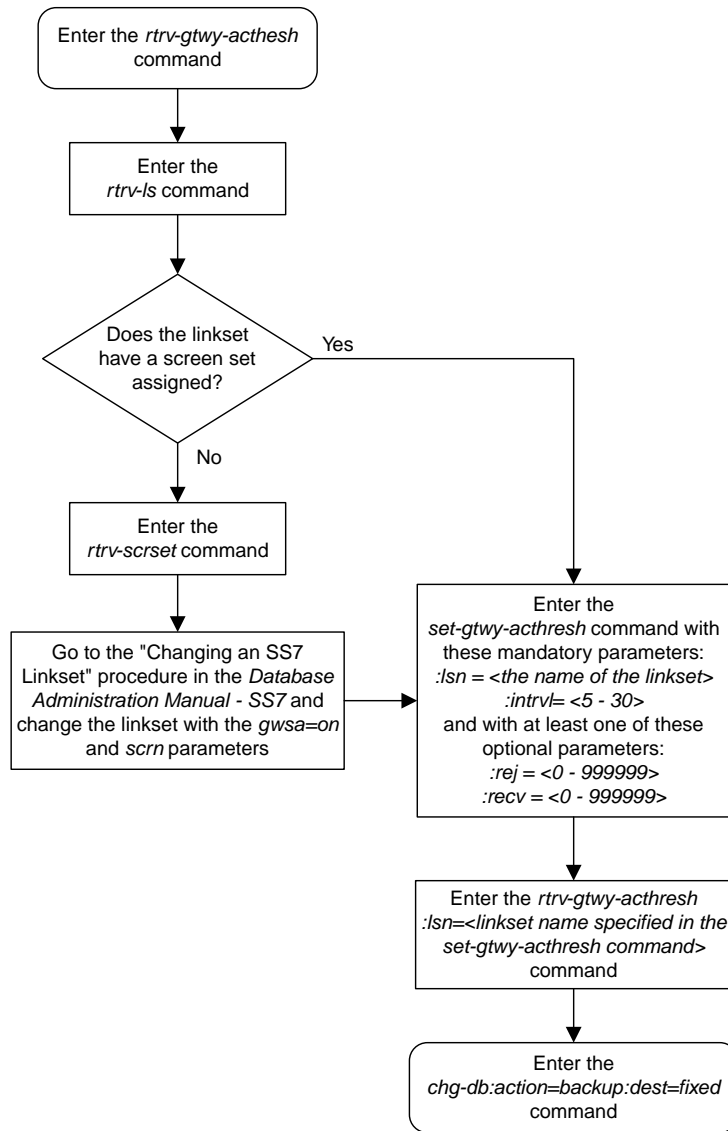 Enter the rtrv-gtwy-acthesh
command
Enter the
rtrv-ls command
Does the linkset
have a screen set
assigned?
Yes
No
Enter the
rtrv-scrset command
Go to the "Changing an SS7
Linkset" procedure in the Database
Administration Manual - SS7 and
change the linkset with the gwsa=on
and scrn parameters
Enter the
set-gtwy-acthresh command with
these mandatory parameters:
:lsn = <the name of the linkset>
:intrvl= <5 - 30>
and with at least one of these
optional parameters:
:rej = <0 - 999999>
:recv = <0 - 999999>
Enter the rtrv-gtwy-acthresh
:lsn=<linkset name specified in the
set-gtwy-acthresh command>
command
Enter the
chg-db:action=backup:dest=fixed
command